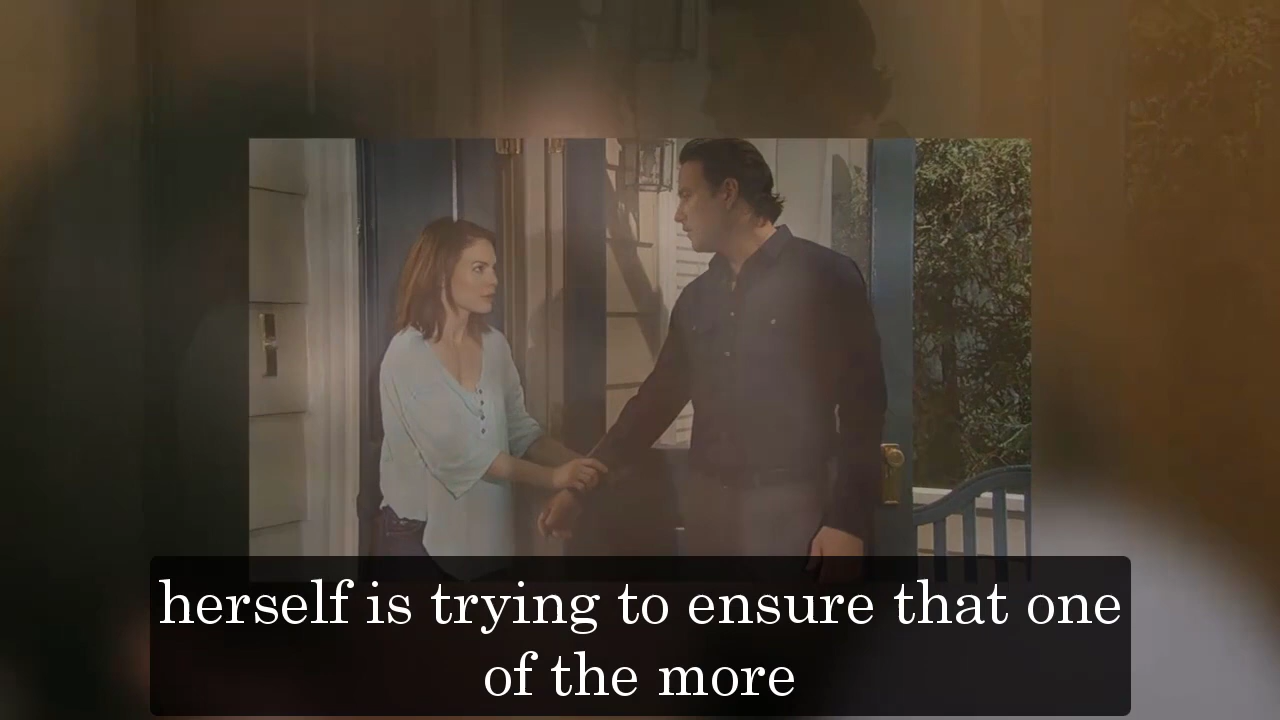 herself is trying to ensure that one
of the more